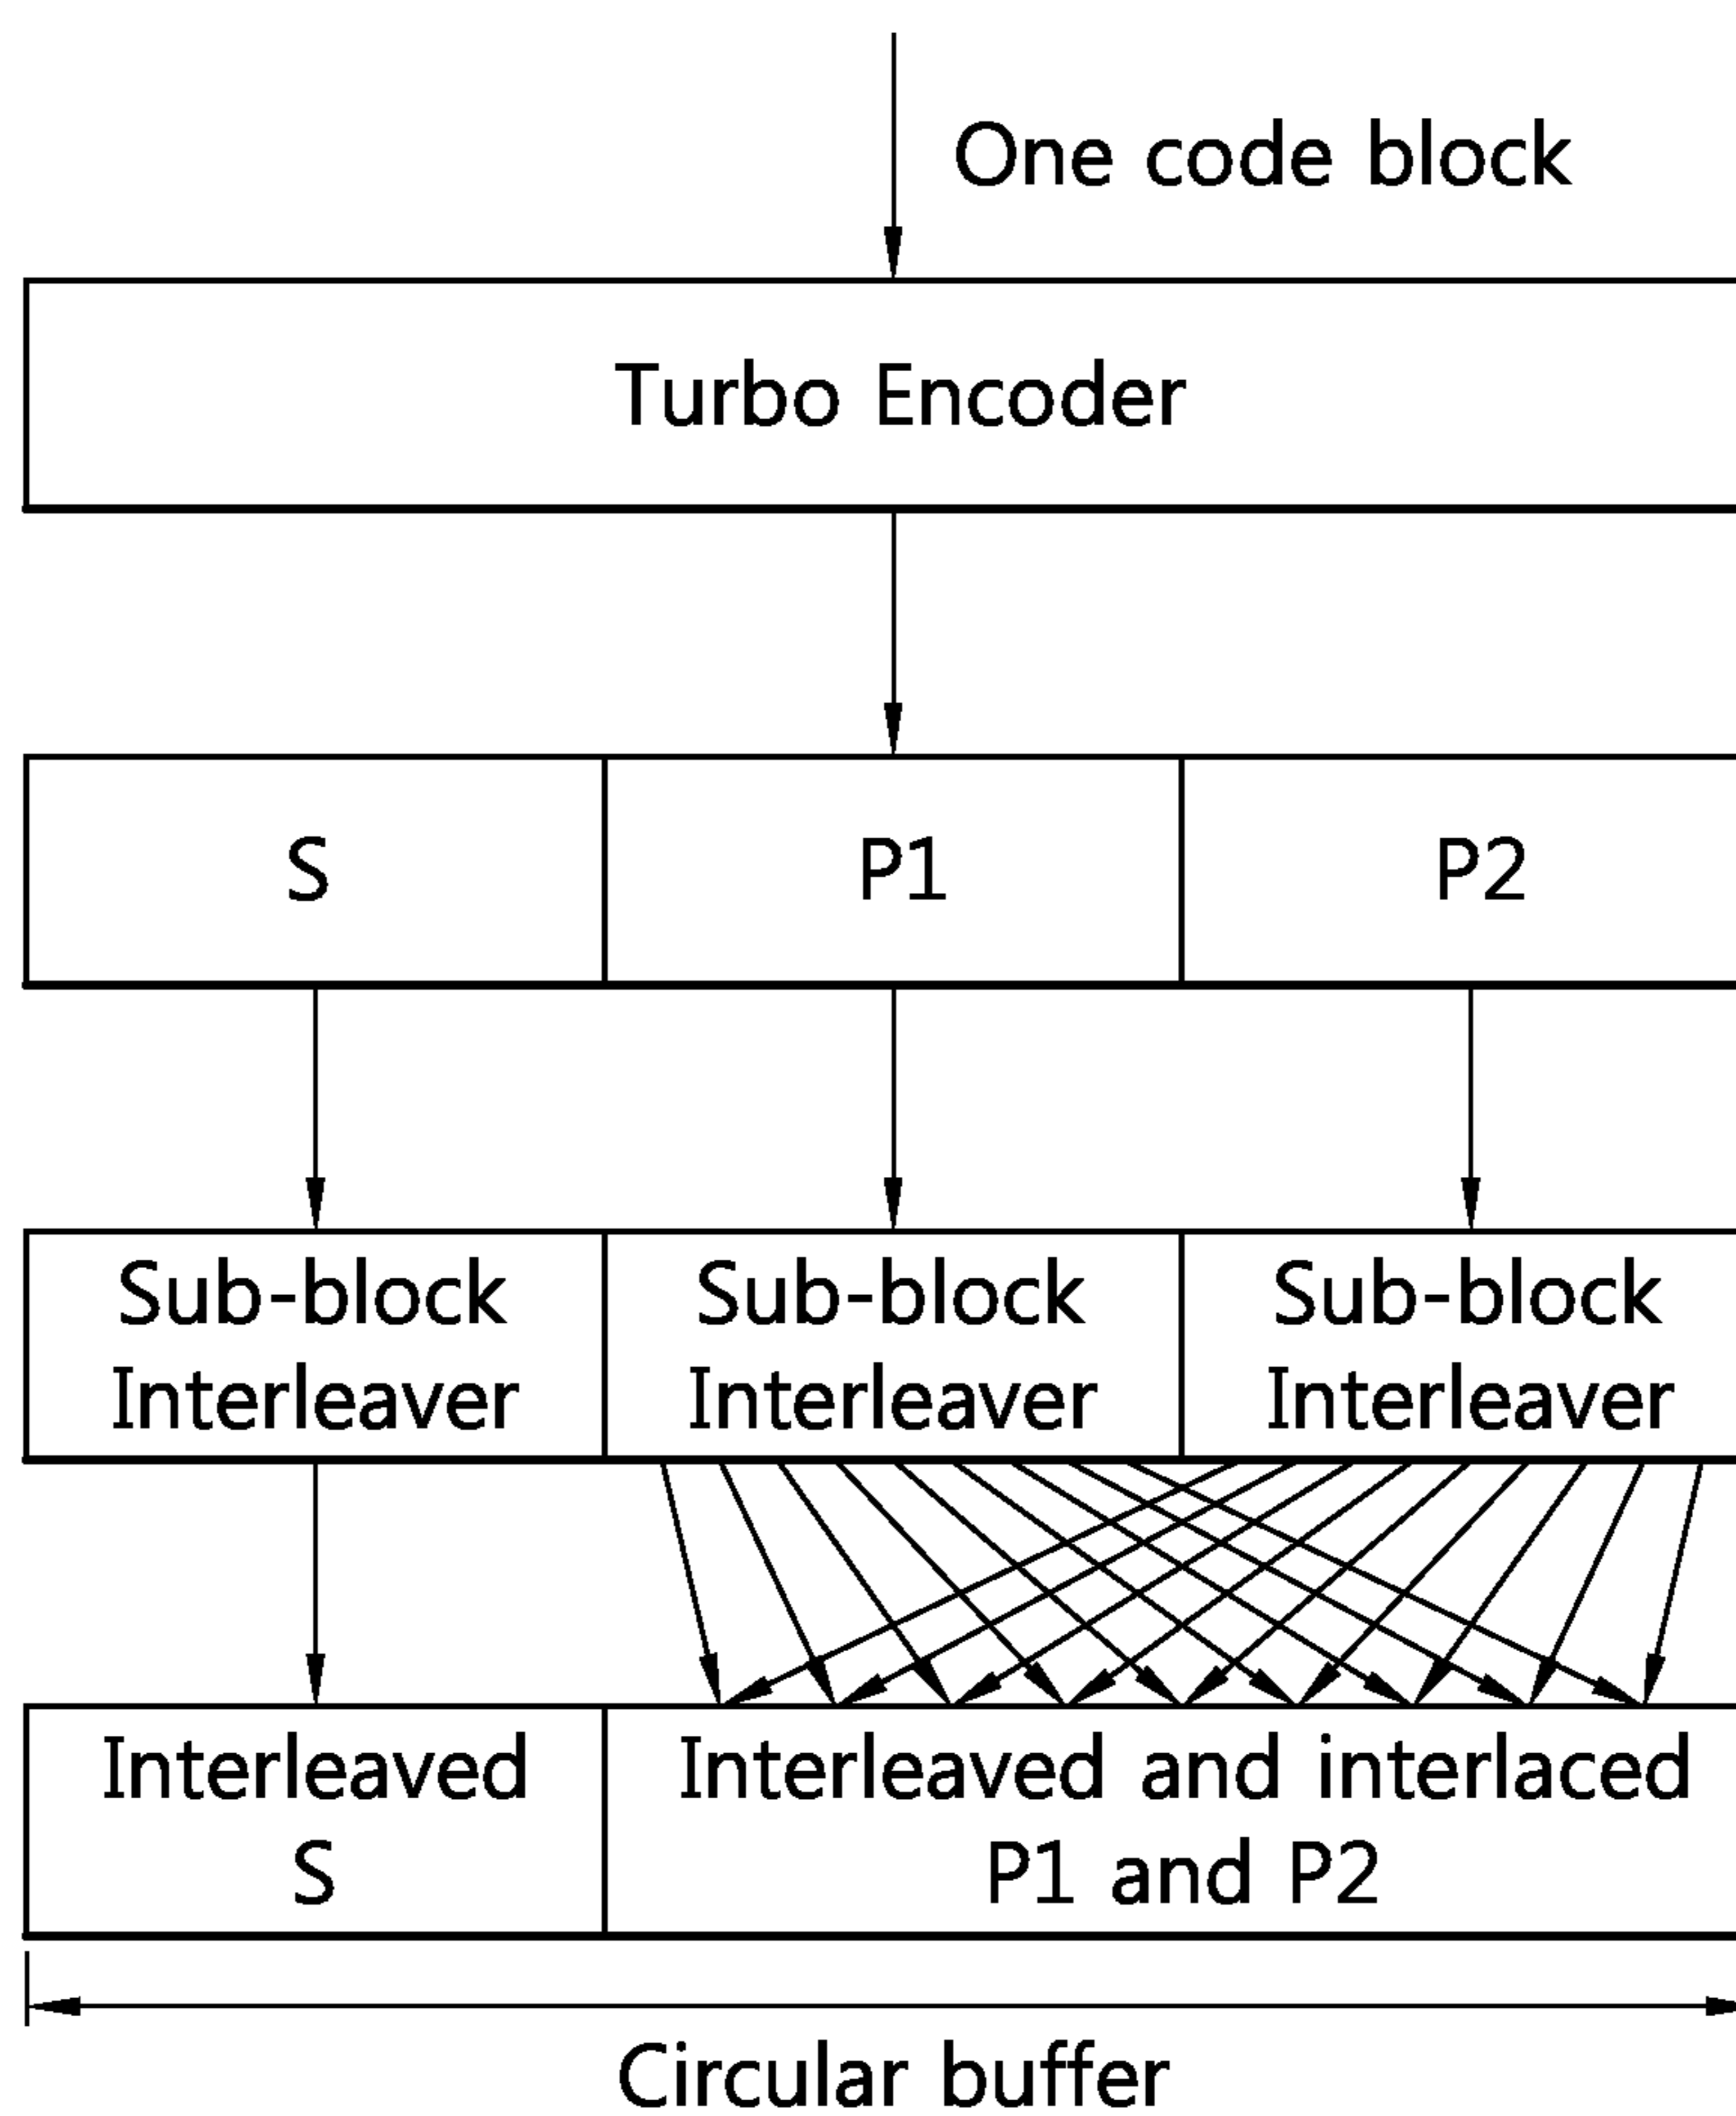 One code block
Turbo Encoder
S P1 P2
Sub-block Sub-block Sub-block
Interleaver Interleaver Interleaver
Interleaved Interleaved and interlaced
S P1 and P2
Circular buffer